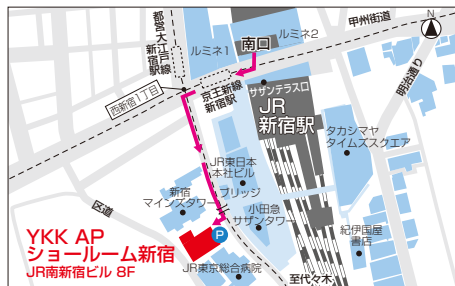 都営大江戸線
新宿駅
ルミネ1
ルミネ2
南口
甲州街道
N
明治通り
西新宿1丁目
京王新線
新宿駅
サザンテラス口
JR
新宿駅
タカシマヤ
タイムズスクエア
JR東日本
本社ビル
新宿
マインズタワー
ブリッジ
小田急
サザンタワー
区道
紀伊国屋
書店
YKK AP
ショールーム新宿
JR南新宿ビル 8F
P
JR東京総合病院
至代々木